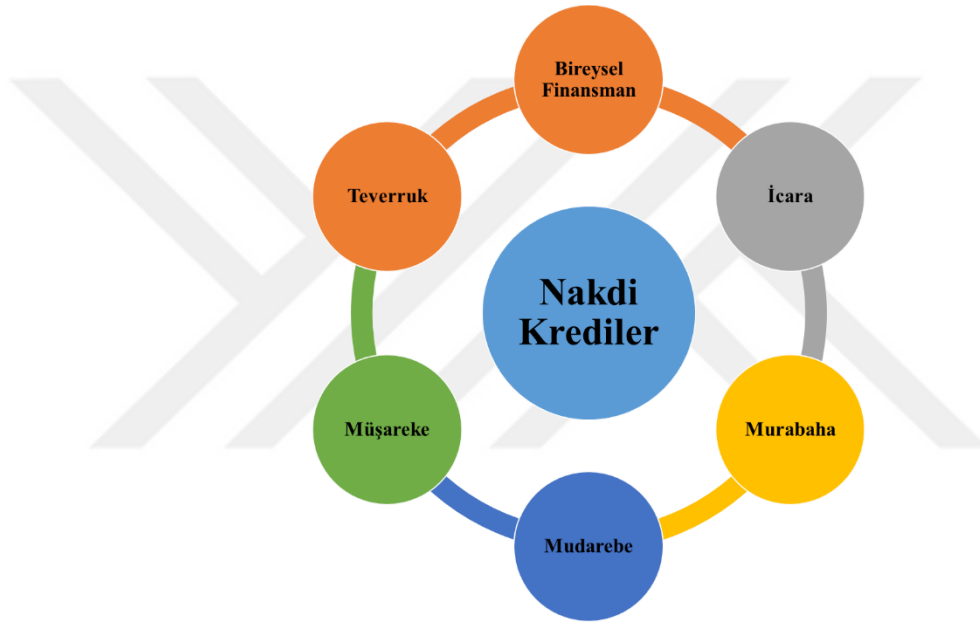 Bireysel
Finansman
Teverruk
İcara
Nakdi
Krediler
Müşareke
Murabaha
Mudarebe